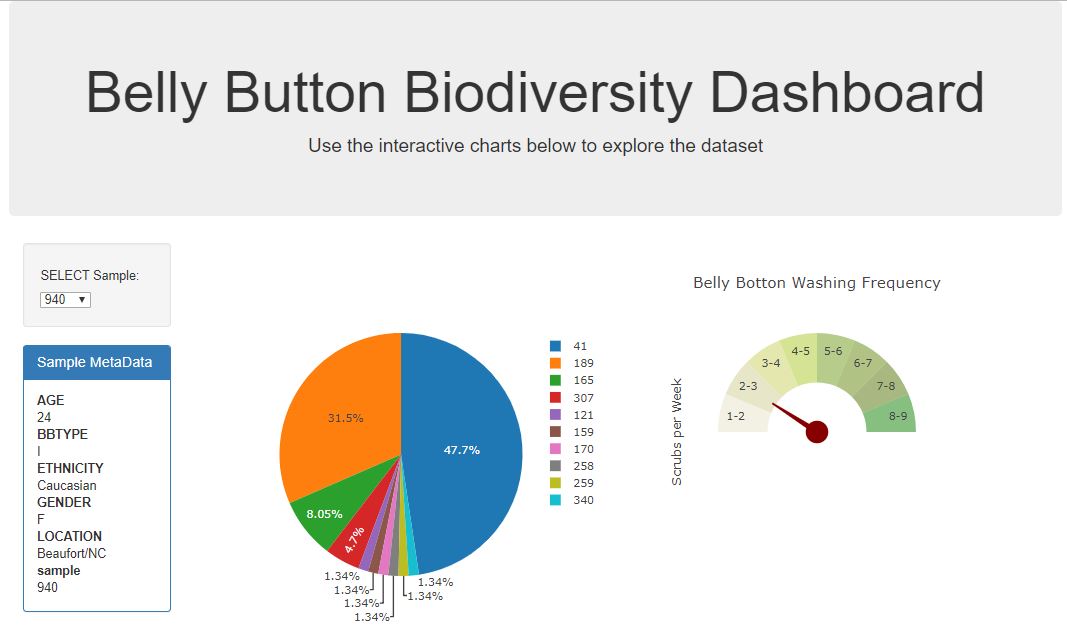 Belly Button Biodiversity Dashboard
Use the interactive charts below to explore the dataset
SELECT Sample:
940
Sample MetaData
AGE
24
BBTYPE
I
ETHNICITY
Caucasian
GENDER
F
LOCATION
Beaufort/NC
sample
940
47.7%
31.5%
8.05%
4.7%
1.34%
1.34%
1.34%
1.34%
1.34%
1.34%
41
189
165
307
121
159
170
258
259
340
Belly Botton Washing Frequency
Scrubs per Week
1-2
2-3
3-4
4-5
5-6
6-7
7-8
8-9